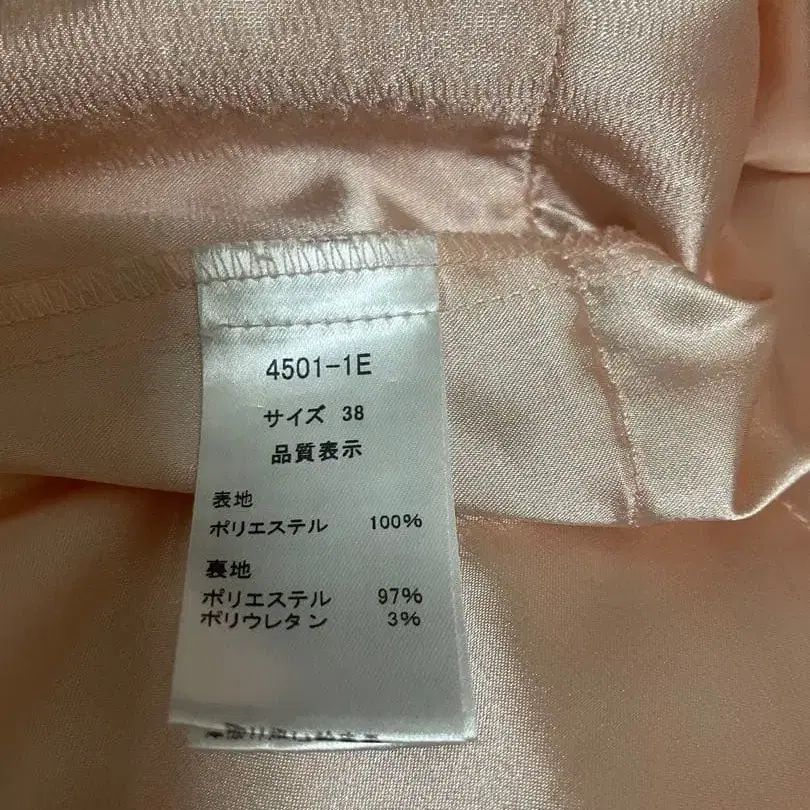 4501-1E
サイズ 38
品質表示
表地
ポリエステル 100%
裏地
ポリエステル 97%
ポリウレタン 3%